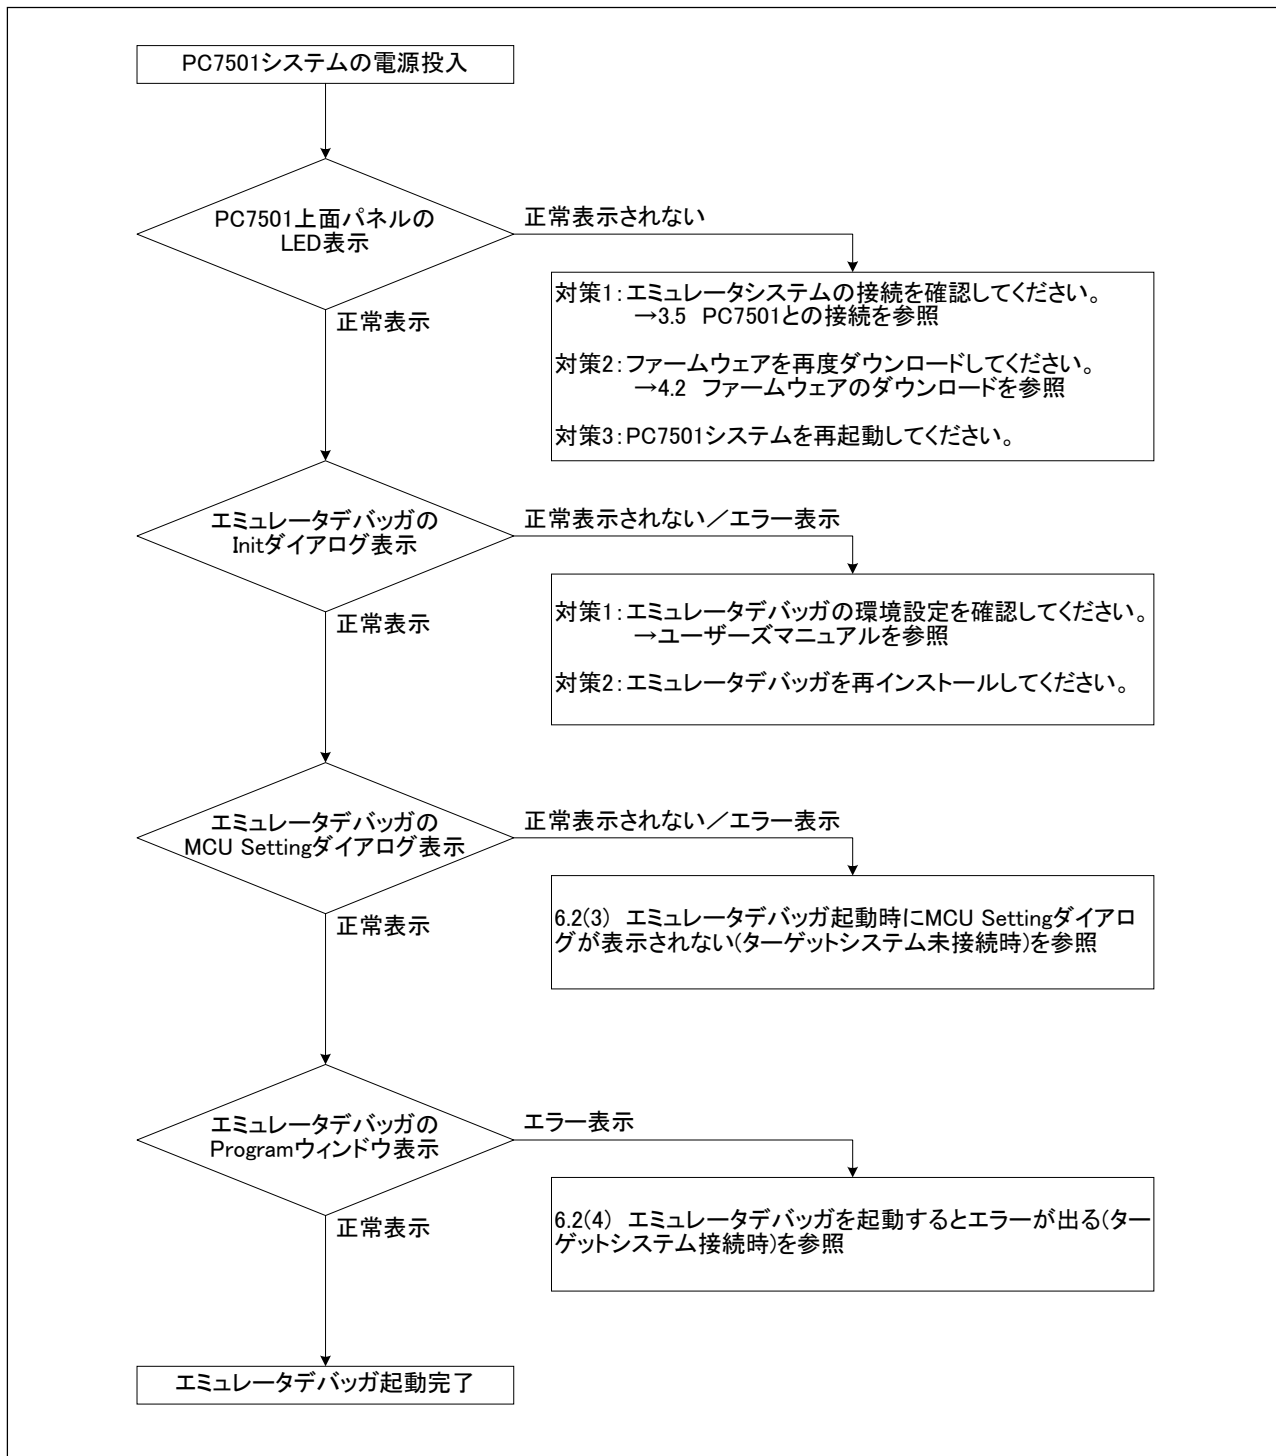 PC7501システムの電源投入
PC7501上面パネルの
LED表示
正常表示されない
正常表示
対策1：エミュレータシステムの接続を確認してください。
→3.5 PC7501との接続を参照
対策2：ファームウェアを再度ダウンロードしてください。
→4.2 ファームウェアのダウンロードを参照
対策3：PC7501システムを再起動してください。
エミュレータデバッガの
Initダイアログ表示
正常表示されない／エラー表示
正常表示
対策1：エミュレータデバッガの環境設定を確認してください。
→ユーザーズマニュアルを参照
対策2：エミュレータデバッガを再インストールしてください。
エミュレータデバッガの
MCU Settingダイアログ表示
正常表示されない／エラー表示
正常表示
6.2(3) エミュレータデバッガ起動時にMCU Settingダイアロ
グが表示されない(ターゲットシステム未接続時)を参照
エミュレータデバッガの
Programウィンドウ表示
エラー表示
正常表示
6.2(4) エミュレータデバッガを起動するとエラーが出る(ター
ゲットシステム接続時)を参照
エミュレータデバッガ起動完了